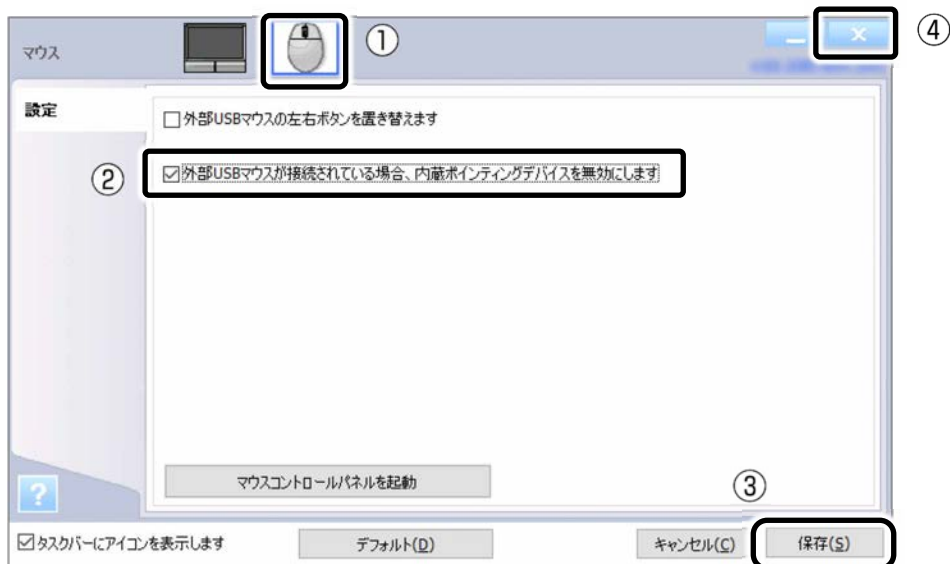 マウス
①
④
設定
□外部USBマウスの左右ボタンを置き替えます
②
☑外部USBマウスが接続されている場合、内蔵ポインティングデバイスを無効にします
マウスコントロールパネルを起動
③
?
☑タスクバーにアイコンを表示します
デフォルト(D)
キャンセル(C)
保存(S)